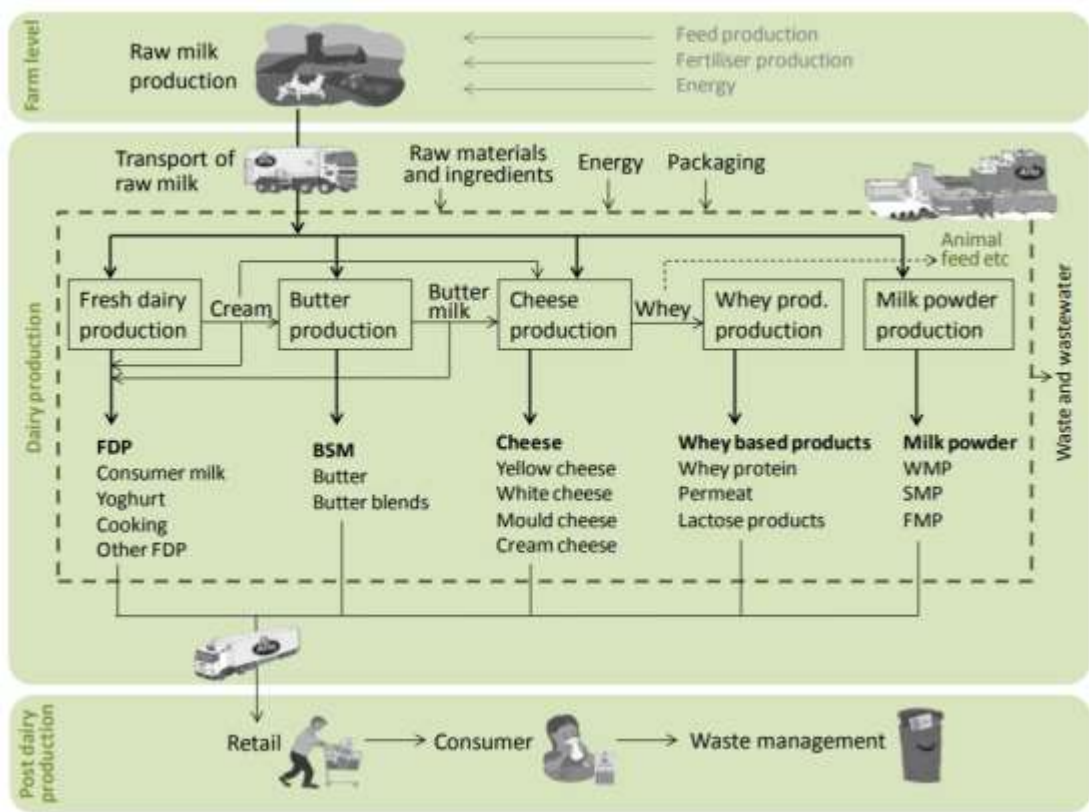 Farm level
Raw milk
production
Feed production
Fertiliser production
Energy
Dairy production
Transport of
raw milk
Raw materials
and ingredients
Energy
Packaging
Animal
feed etc
Fresh dairy
production
Cream
Butter
production
Butter
milk
Cheese
production
Whey
Whey prod.
production
Milk powder
production
Waste and wastewater
FDP
Consumer milk
Yoghurt
Cooking
Other FDP
BSM
Butter
Butter blends
Cheese
Yellow cheese
White cheese
Mould cheese
Cream cheese
Whey based products
Whey protein
Permeat
Lactose products
Milk powder
WMP
SMP
FMP
Post dairy
production
Retail
Consumer
Waste management